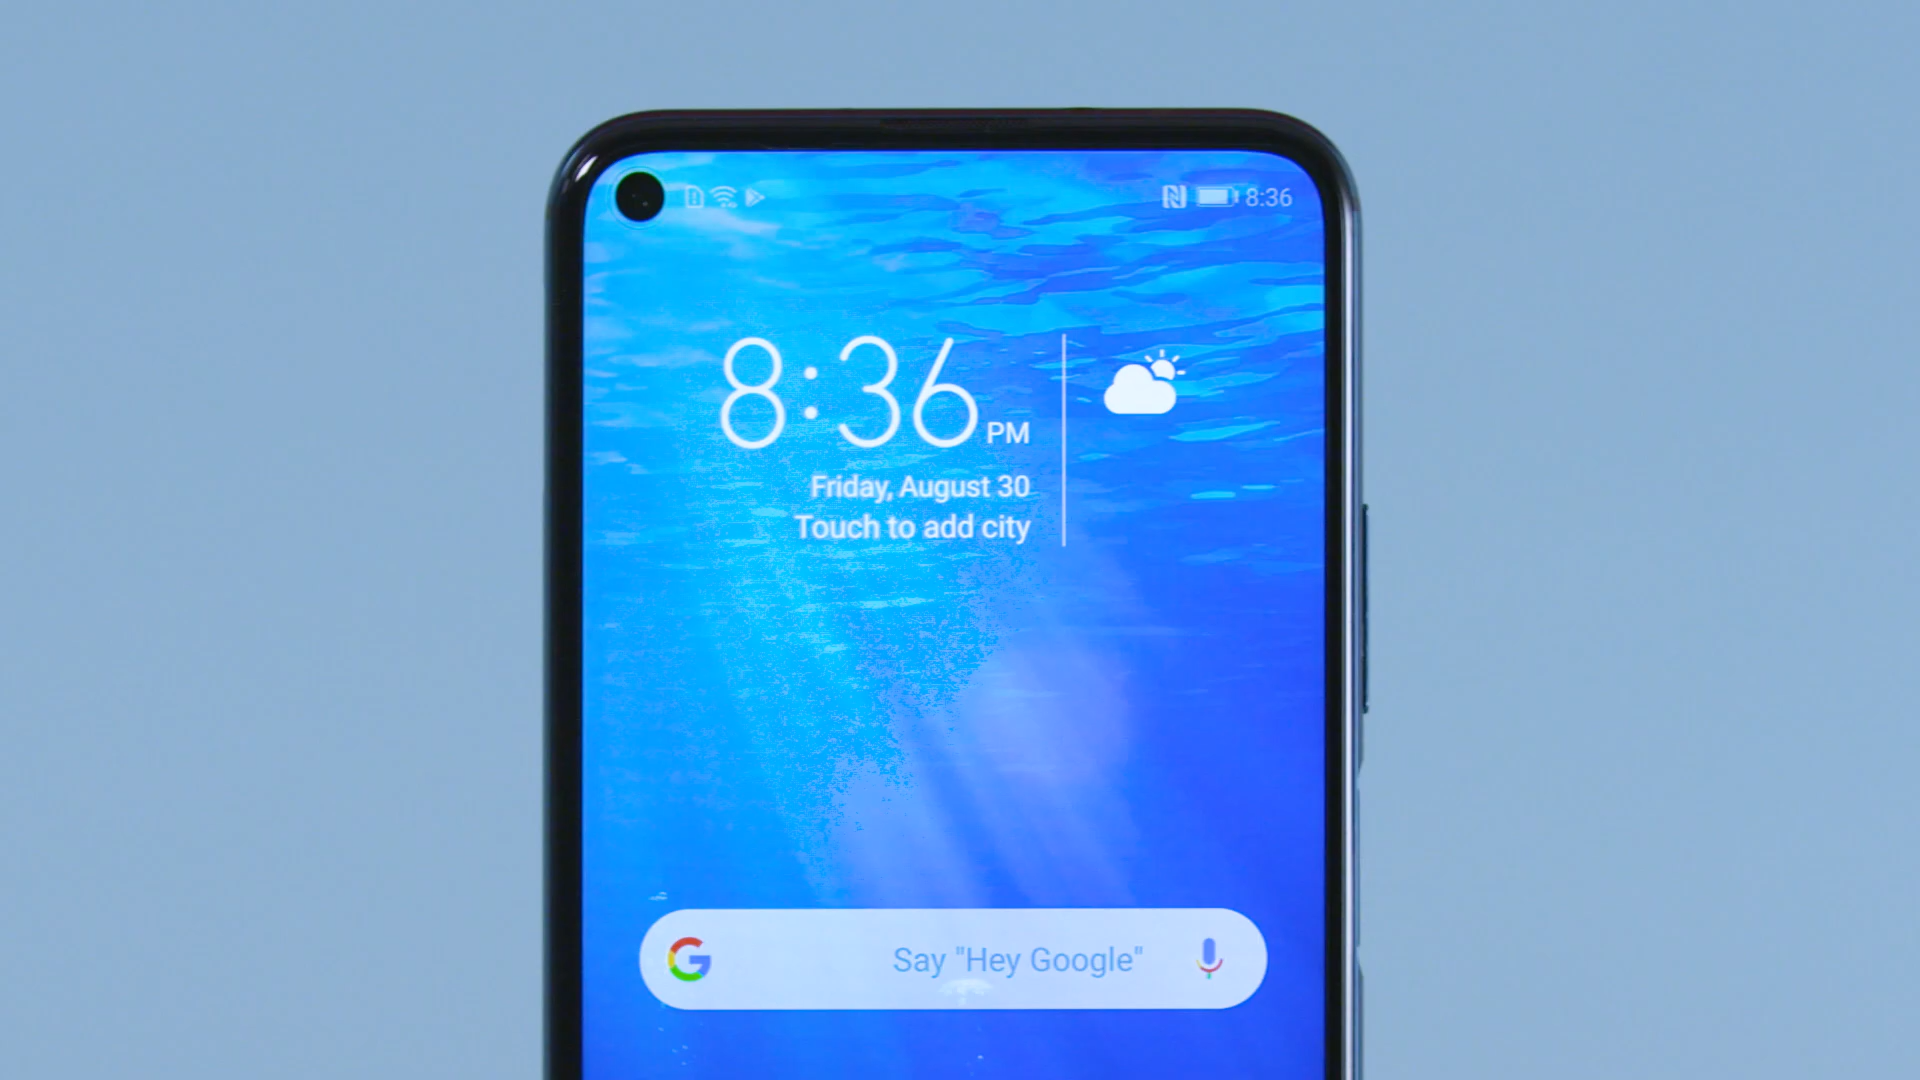 8:36
8:36 PM
Friday, August 30
Touch to add city
G Say "Hey Google"